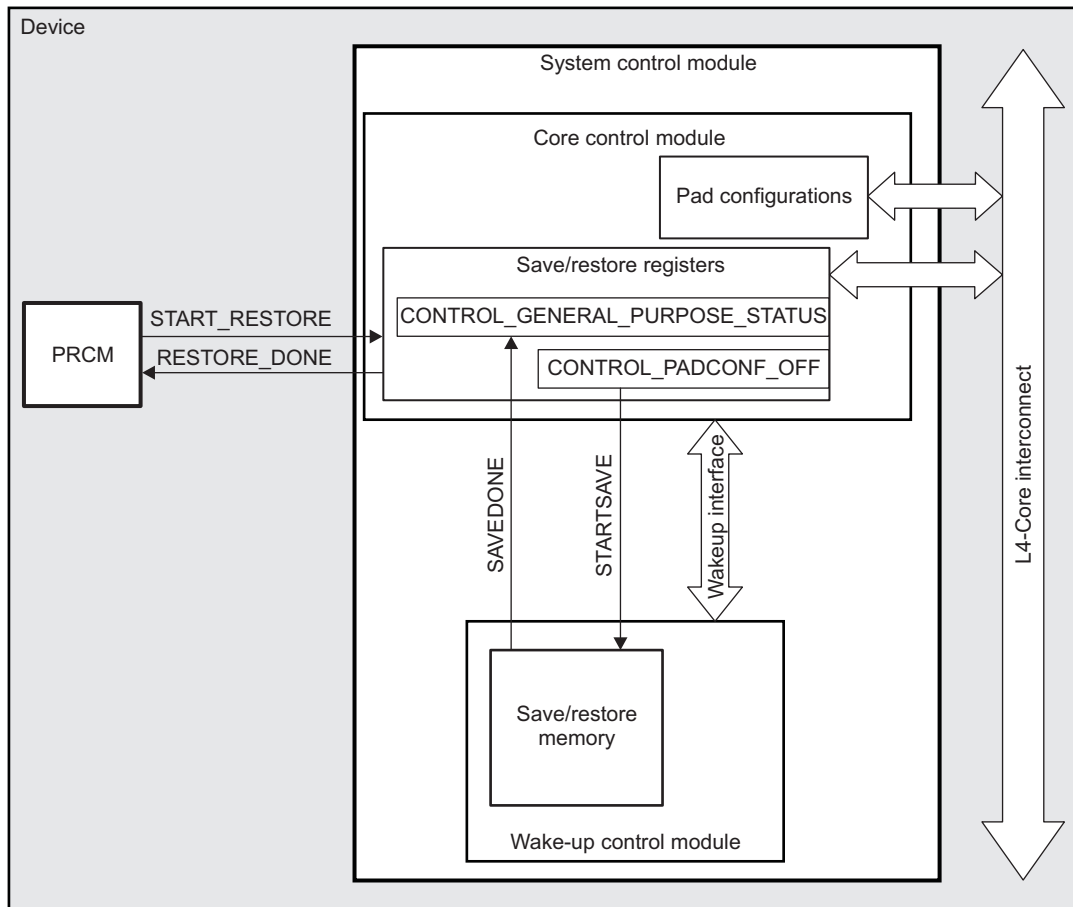 Device
System control module
Core control module
Pad configurations
Save/restore registers
CONTROL_GENERAL_PURPOSE_STATUS
CONTROL_PADCONF_OFF
START_RESTORE
PRCM
RESTORE_DONE
SAVEDONE
STARTSAVE
Wakeup interface
L4-Core interconnect
Save/restore
memory
Wake-up control module